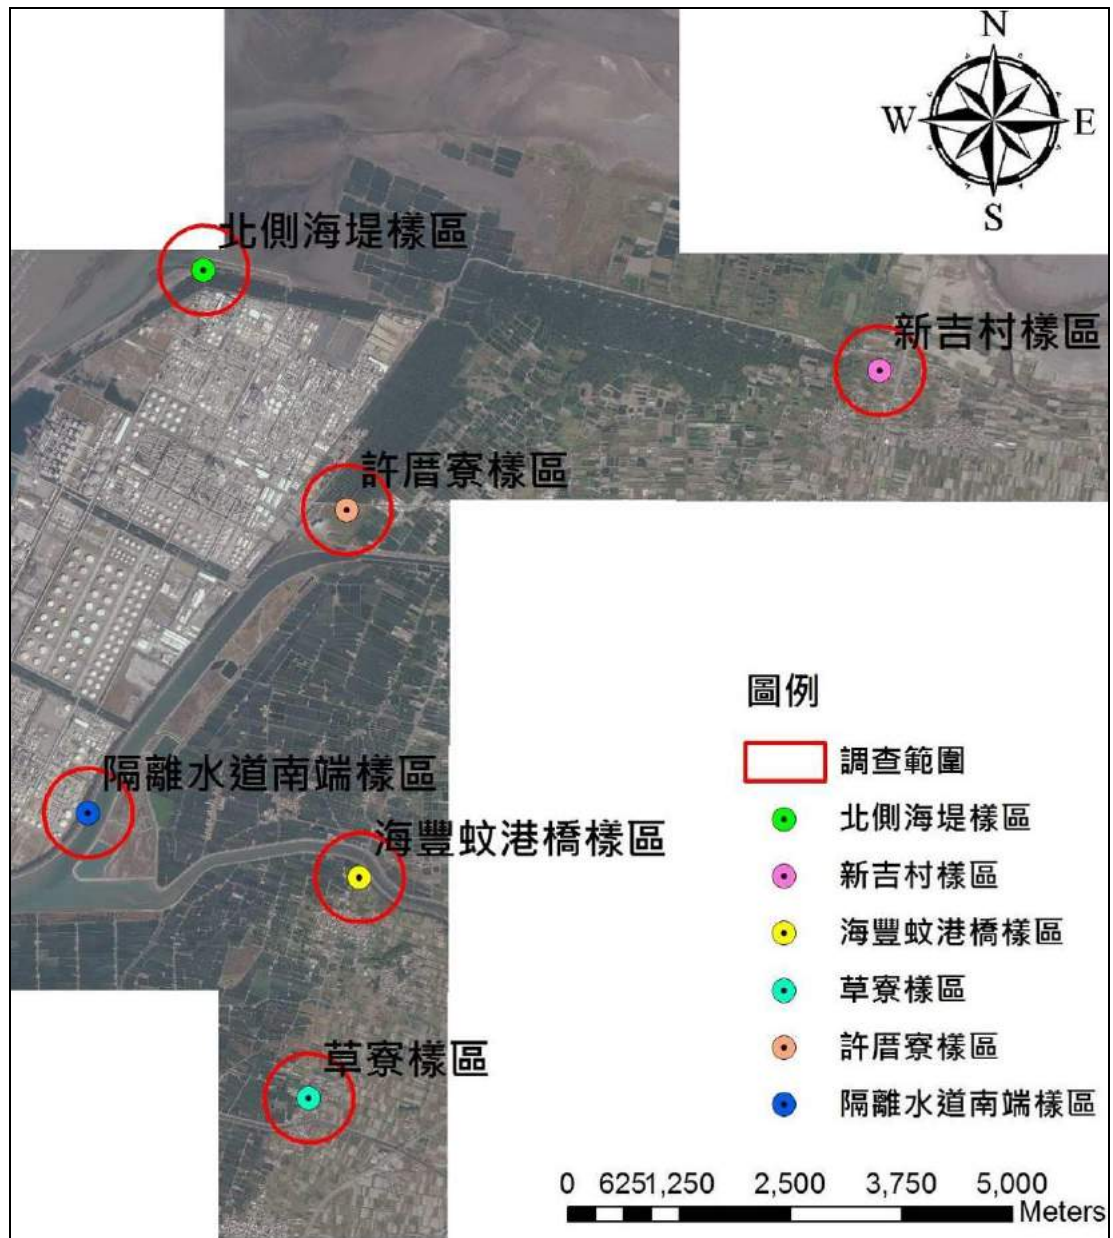 N
W E
S
北側海堤樣區
新吉村樣區
許厝寮樣區
隔離水道南端樣區
海豐蚊港橋樣區
草寮樣區
圖例
調查範圍
北側海堤樣區
新吉村樣區
海豐蚊港橋樣區
草寮樣區
許厝寮樣區
隔離水道南端樣區
0 6251,250 2,500 3,750 5,000
Meters